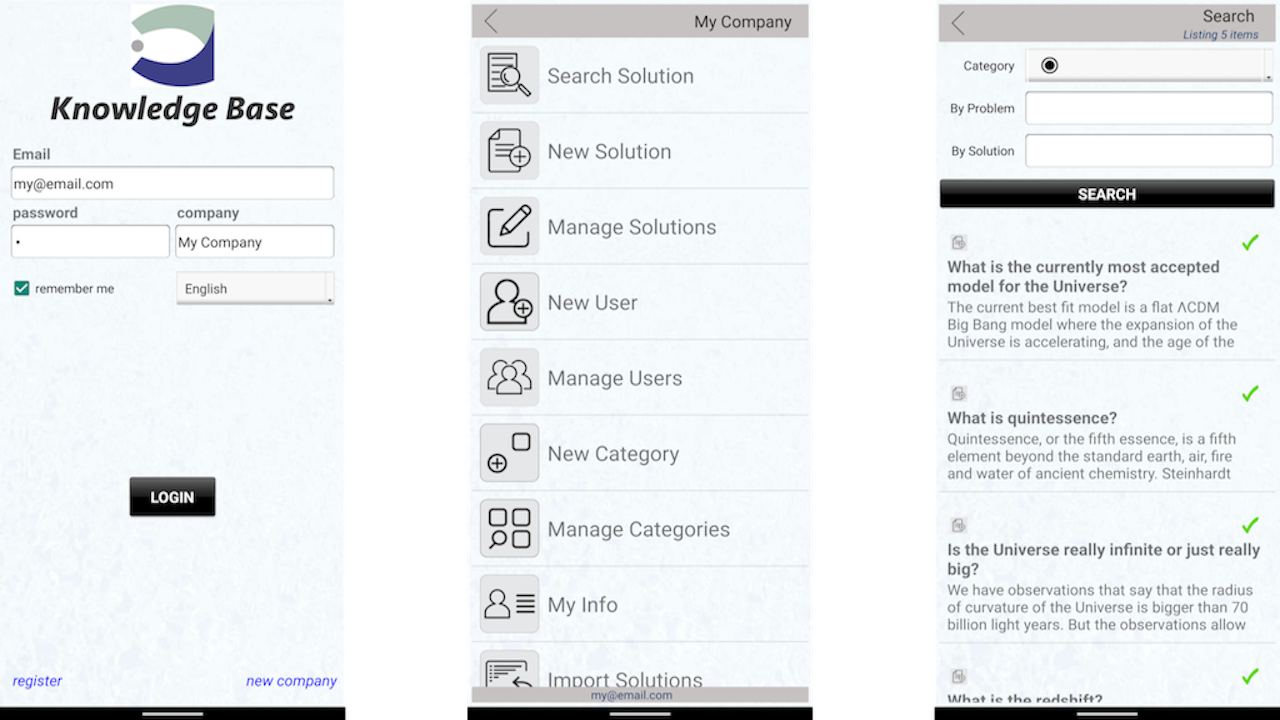 Knowledge Base
Email
my@email.com
password
company
My Company
remember me
English
LOGIN
register
new company
My Company
Search Solution
New Solution
Manage Solutions
New User
Manage Users
New Category
Manage Categories
My Info
Import Solutions
my@email.com
Search
Listing 5 items
Category
By Problem
By Solution
SEARCH
What is the currently most accepted
model for the Universe?
The current best fit model is a flat ΛCDM
Big Bang model where the expansion of the
Universe is accelerating, and the age of the
What is quintessence?
Quintessence, or the fifth essence, is a fifth
element beyond the standard earth, air, fire
and water of ancient chemistry. Steinhardt
Is the Universe really infinite or just really
big?
We have observations that say that the radius
of curvature of the Universe is bigger than 70
billion light years. But the observations allow
What is the redshift?